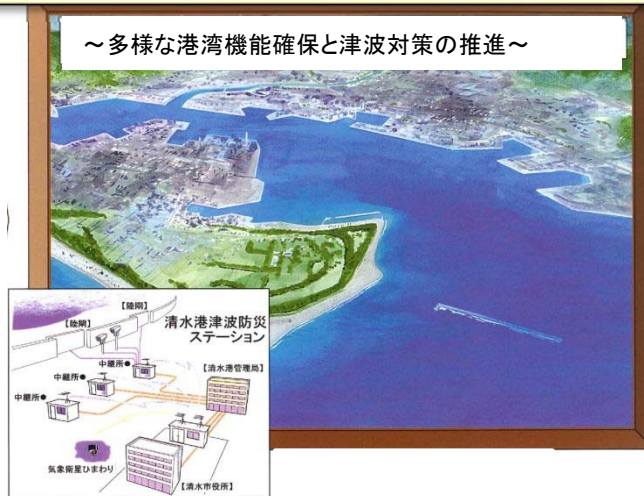 ~多様な港湾機能確保と津波対策の推進~
【陸剛】
【陸閘】
清水港津波防災
ステーション
中継所●
【清水港管理局】
中継所●
中継所●
気象衛星ひまわり
【清水市役所】